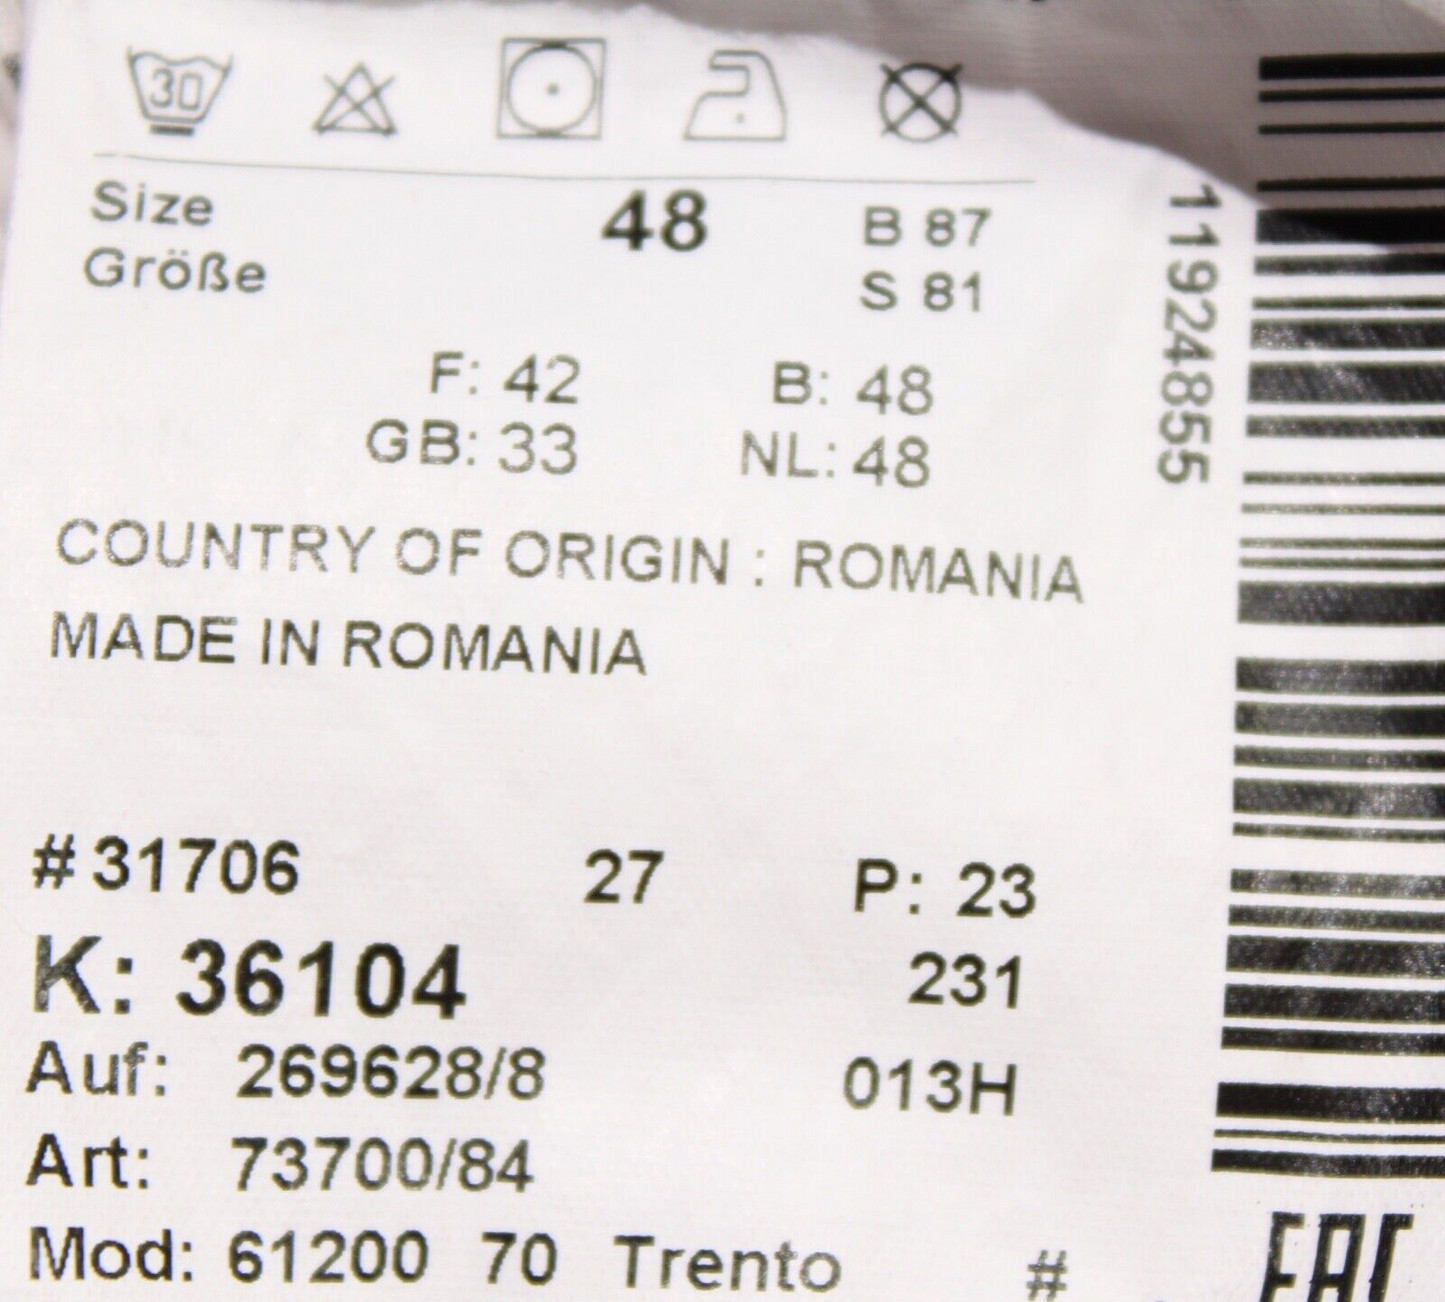 30
Size 48 B 87
Größe S 81
F: 42 B: 48
GB: 33 NL: 48
COUNTRY OF ORIGIN : ROMANIA
MADE IN ROMANIA
#31706 27 P: 23
K: 36104 231
Auf: 269628/8 013H
Art: 73700/84
Mod: 61200 70 Trento #
11924855
EAC